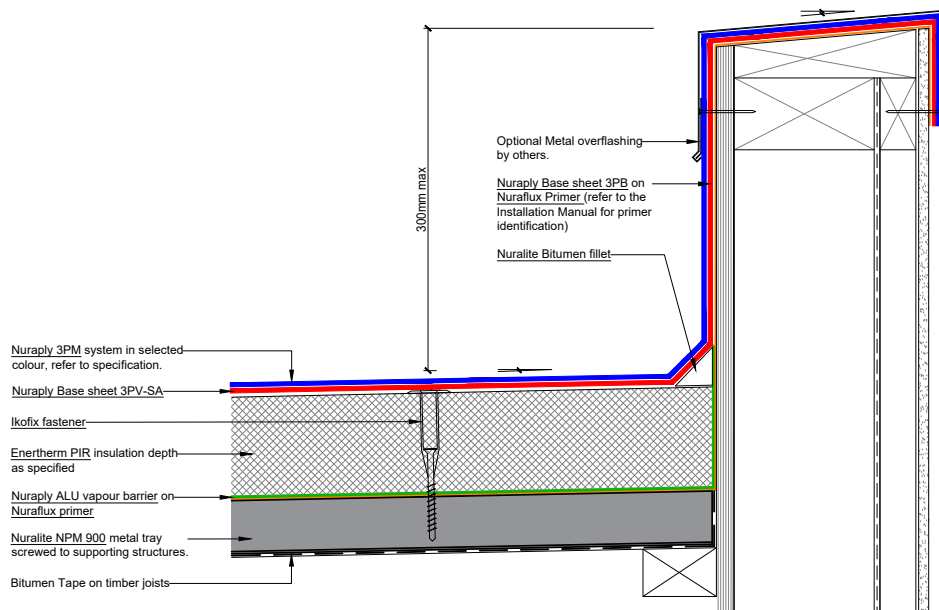 Optional Metal overflashing
by others.
Nuraply Base sheet 3PB on
Nuraflux Primer (refer to the
Installation Manual for primer
identification)
Nuralite Bitumen fillet
300mm max
Nuraply 3PM system in selected
colour, refer to specification.
Nuraply Base sheet 3PV-SA
Ikofix fastener
Enertherm PIR insulation depth
as specified
Nuraply ALU vapour barrier on
Nuraflux primer
Nuralite NPM 900 metal tray
screwed to supporting structures.
Bitumen Tape on timber joists